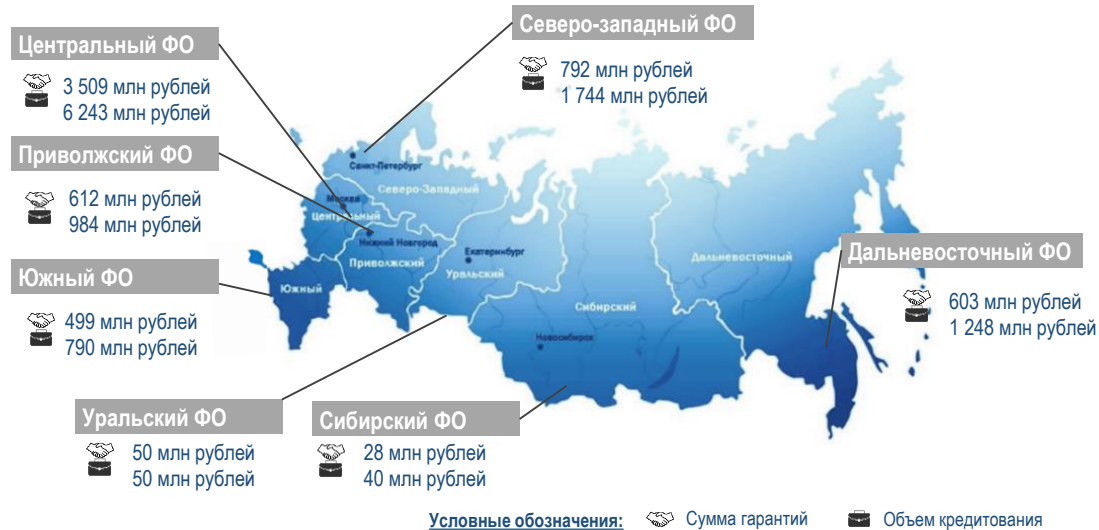 Центральный ФО
3 509 млн рублей
6 243 млн рублей
Северо-западный ФО
792 млн рублей
1 744 млн рублей
Приволжский ФО
612 млн рублей
984 млн рублей
Южный ФО
499 млн рублей
790 млн рублей
Дальневосточный ФО
603 млн рублей
1 248 млн рублей
Санкт-Петербург
Северо-Западный
Москва
Центральный
Нижний Новгород
Приволжский
Екатеринбург
Уральский
Южный
Сибирский
Новосибирск
Дальневосточный
Уральский ФО
50 млн рублей
50 млн рублей
Сибирский ФО
28 млн рублей
40 млн рублей
Условные обозначения: Сумма гарантий Объем кредитования